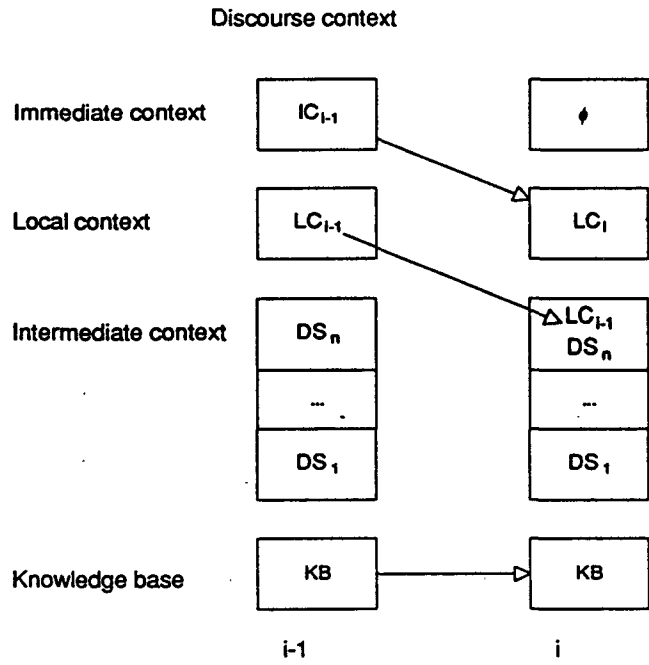 Discourse context
Immediate context
IC_{i-1}
ϕ
Local context
LC_{i-1}
LC_i
Intermediate context
DS_n
LC_{i-1}
DS_n
...
...
DS_1
DS_1
Knowledge base
KB
KB
i-1
i